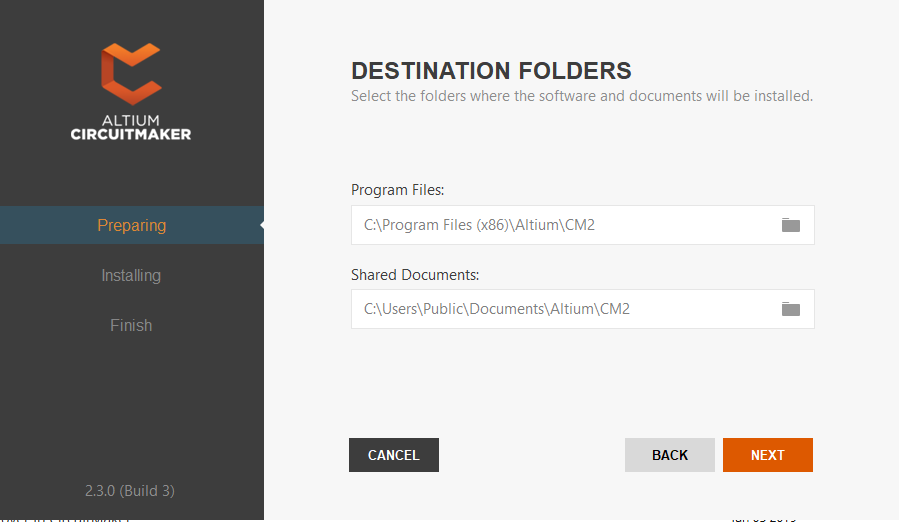 ALTIUM
CIRCUITMAKER
Preparing
Installing
Finish
2.3.0 (Build 3)
DESTINATION FOLDERS
Select the folders where the software and documents will be installed.
Program Files:
C:\Program Files (x86)\Altium\CM2
Shared Documents:
C:\Users\Public\Documents\Altium\CM2
CANCEL
BACK
NEXT